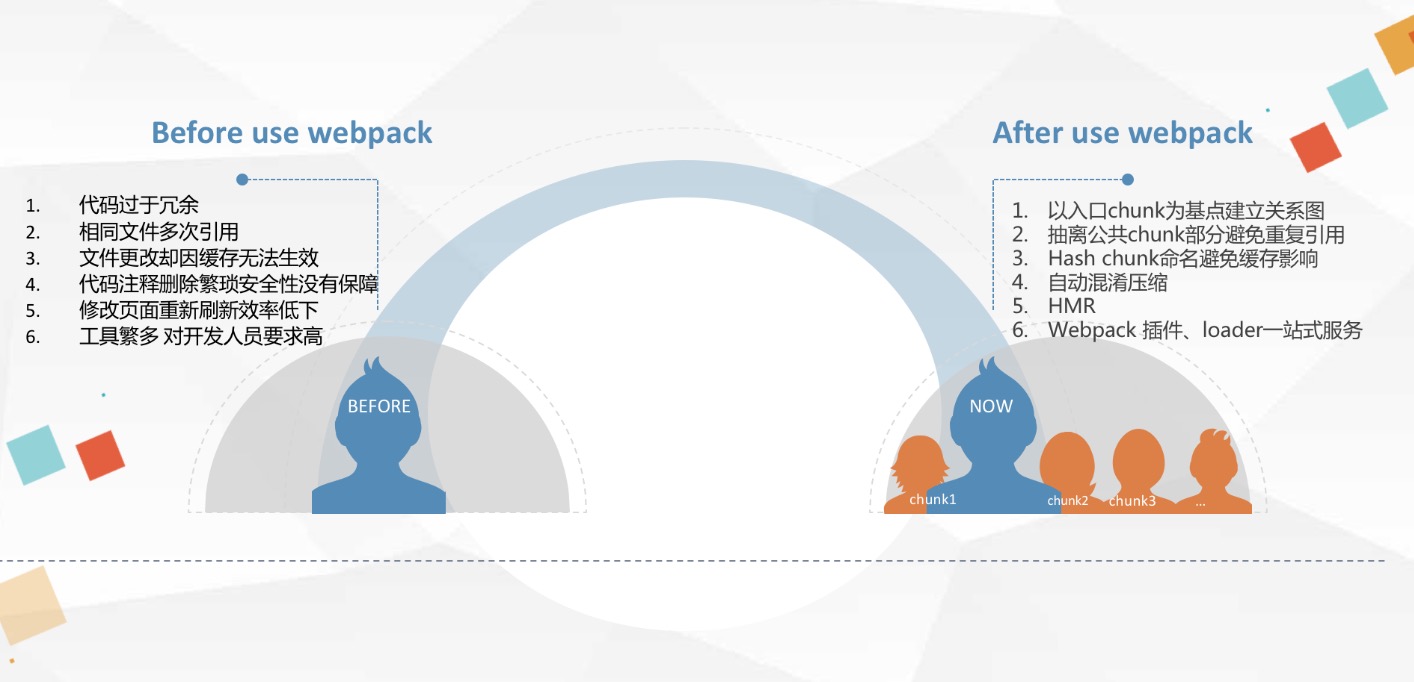 Before use webpack
1. 代码过于冗余
2. 相同文件多次引用
3. 文件更改却因缓存无法生效
4. 代码注释删除繁琐安全性没有保障
5. 修改页面重新刷新效率低下
6. 工具繁多 对开发人员要求高
BEFORE
After use webpack
1. 以入口chunk为基点建立关系图
2. 抽离公共chunk部分避免重复引用
3. Hash chunk命名避免缓存影响
4. 自动混淆压缩
5. HMR
6. Webpack 插件、loader一站式服务
NOW
chunk1
chunk2
chunk3
...